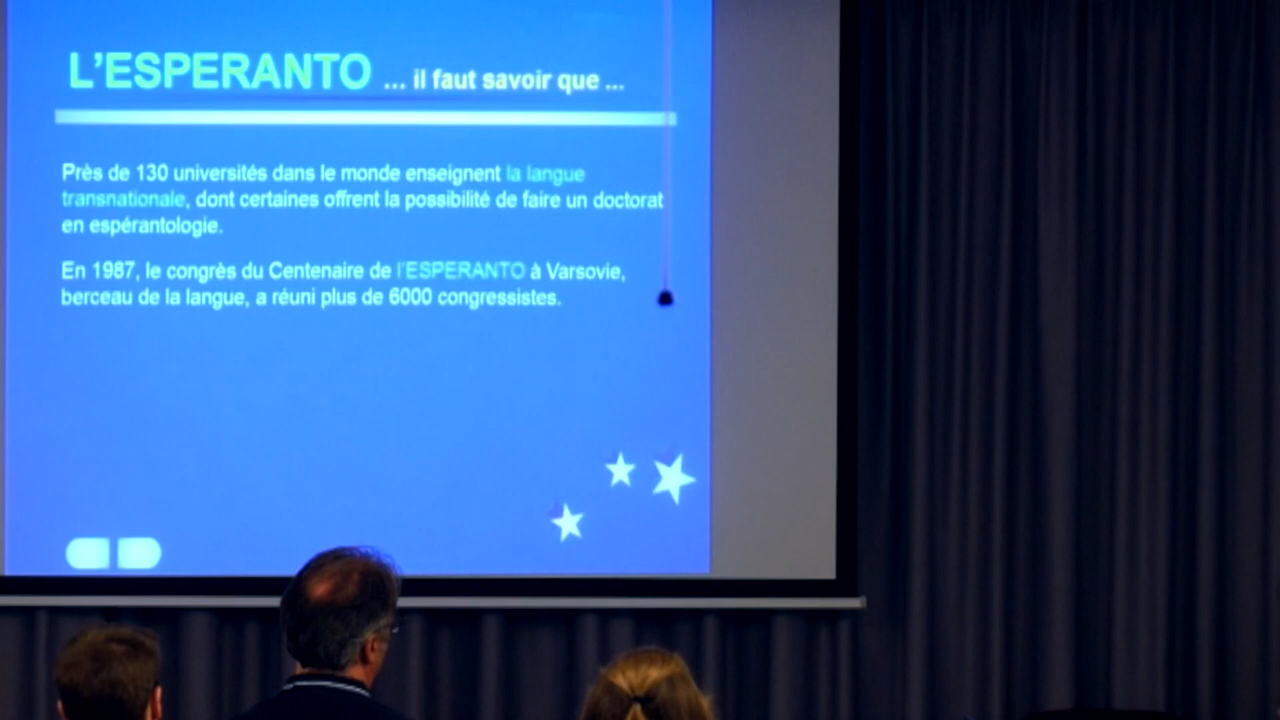 L’ESPERANTO ... il faut savoir que ...
Près de 130 universités dans le monde enseignent la langue
transnationale, dont certaines offrent la possibilité de faire un doctorat
en espérantologie.
En 1987, le congrès du Centenaire de l'ESPERANTO à Varsovie,
berceau de la langue, a réuni plus de 6000 congressistes.